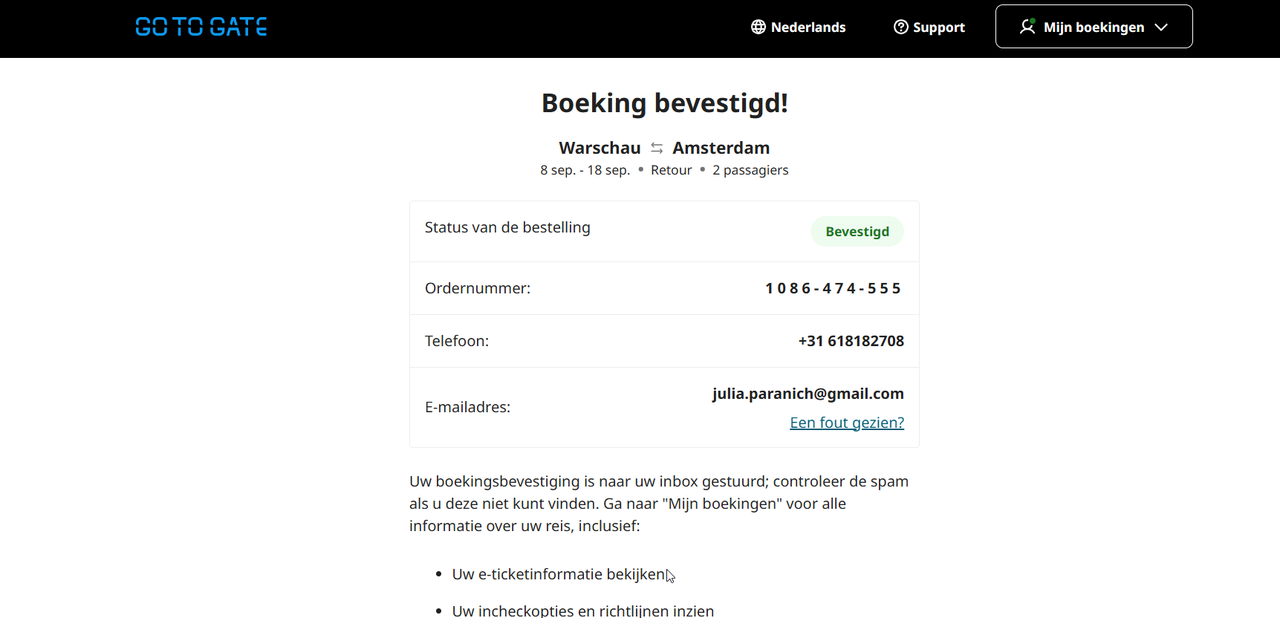 GO TO GATE
Nederlands
Support
Mijn boekingen
Boeking bevestigd!
Warschau ⇆ Amsterdam
8 sep. - 18 sep. • Retour • 2 passagiers
Status van de bestelling
Bevestigd
Ordernummer:
1086-474-555
Telefoon:
+31 618182708
E-mailadres:
julia.paranich@gmail.com
Een fout gezien?
Uw boekingsbevestiging is naar uw inbox gestuurd; controleer de spam
als u deze niet kunt vinden. Ga naar "Mijn boekingen" voor alle
informatie over uw reis, inclusief:
• Uw e-ticketinformatie bekijken
• Uw incheckopties en richtlijnen inzien